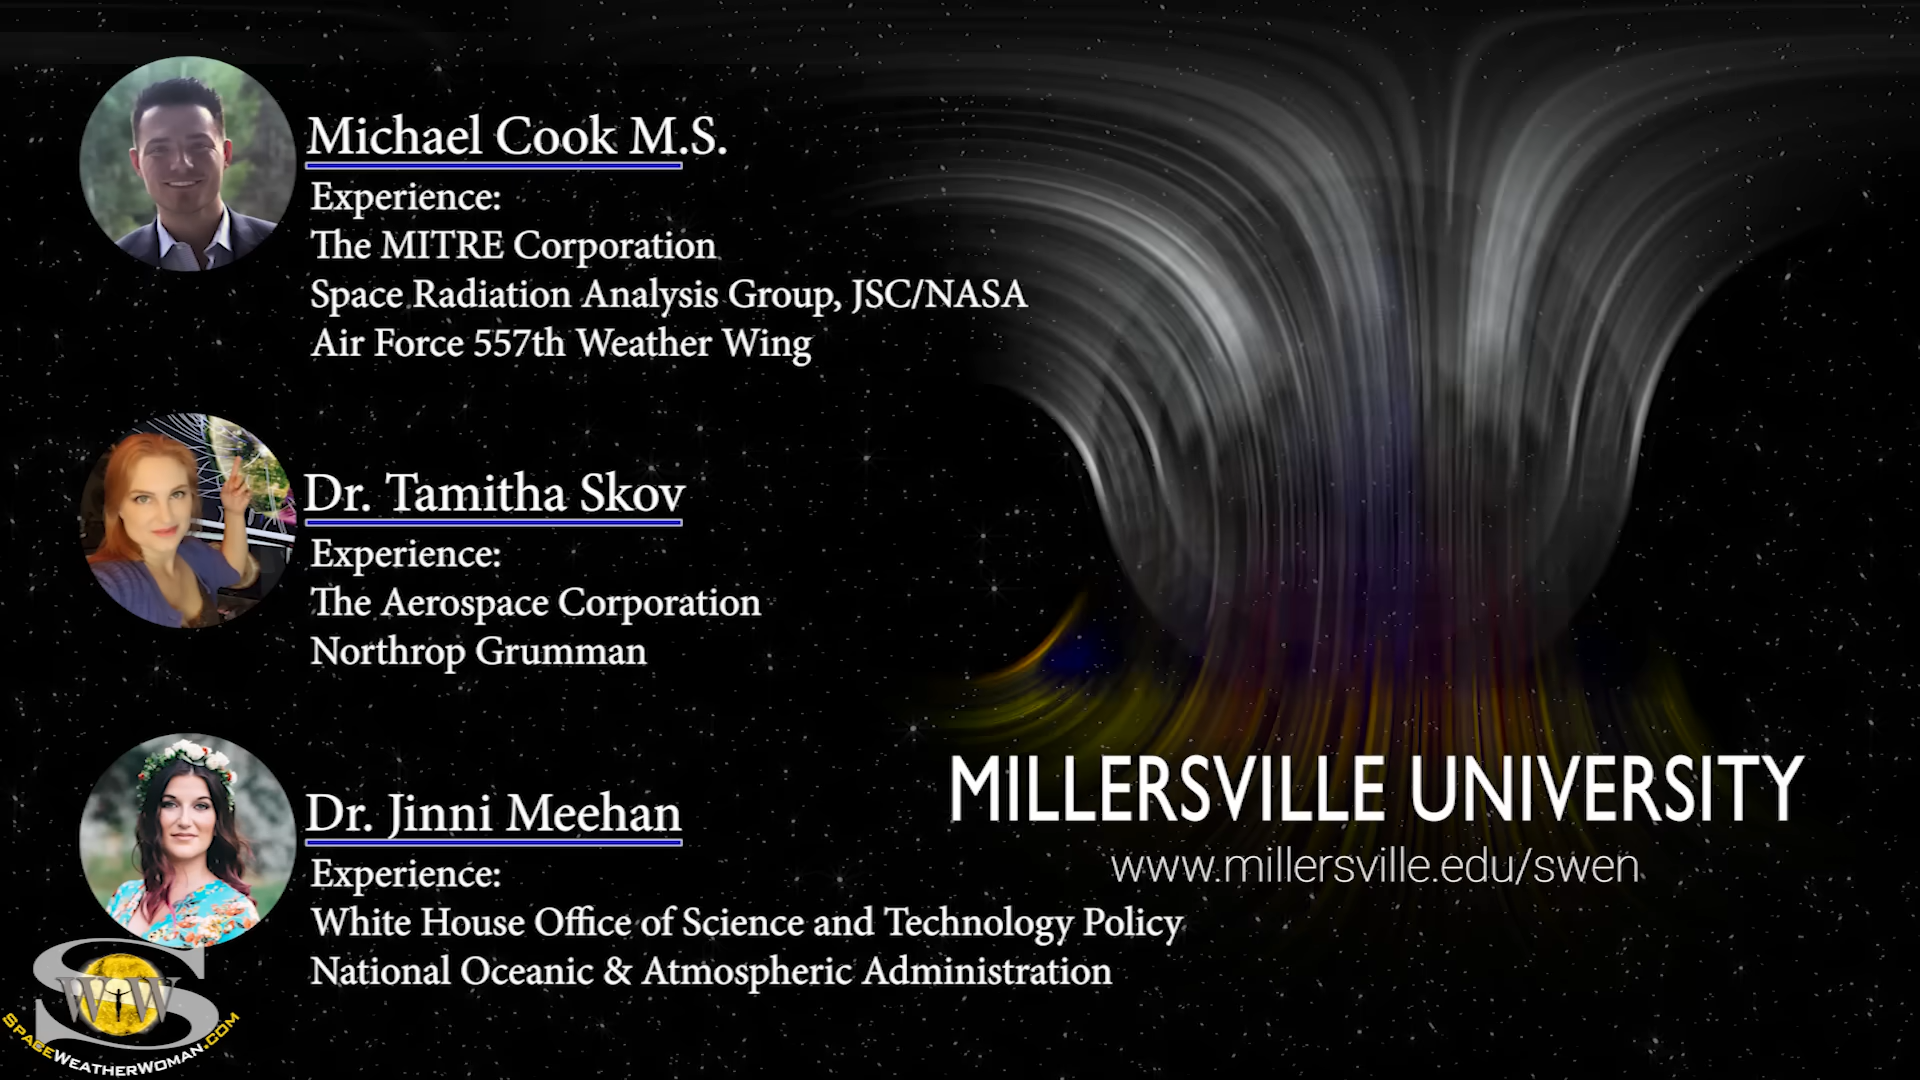 Michael Cook M.S.
Experience:
The MITRE Corporation
Space Radiation Analysis Group, JSC/NASA
Air Force 557th Weather Wing
Dr. Tamitha Skov
Experience:
The Aerospace Corporation
Northrop Grumman
Dr. Jinni Meehan
Experience:
White House Office of Science and Technology Policy
National Oceanic & Atmospheric Administration
MILLERSVILLE UNIVERSITY
www.millersville.edu/swen
S
WW
SPACEWEATHERWOMAN.COM